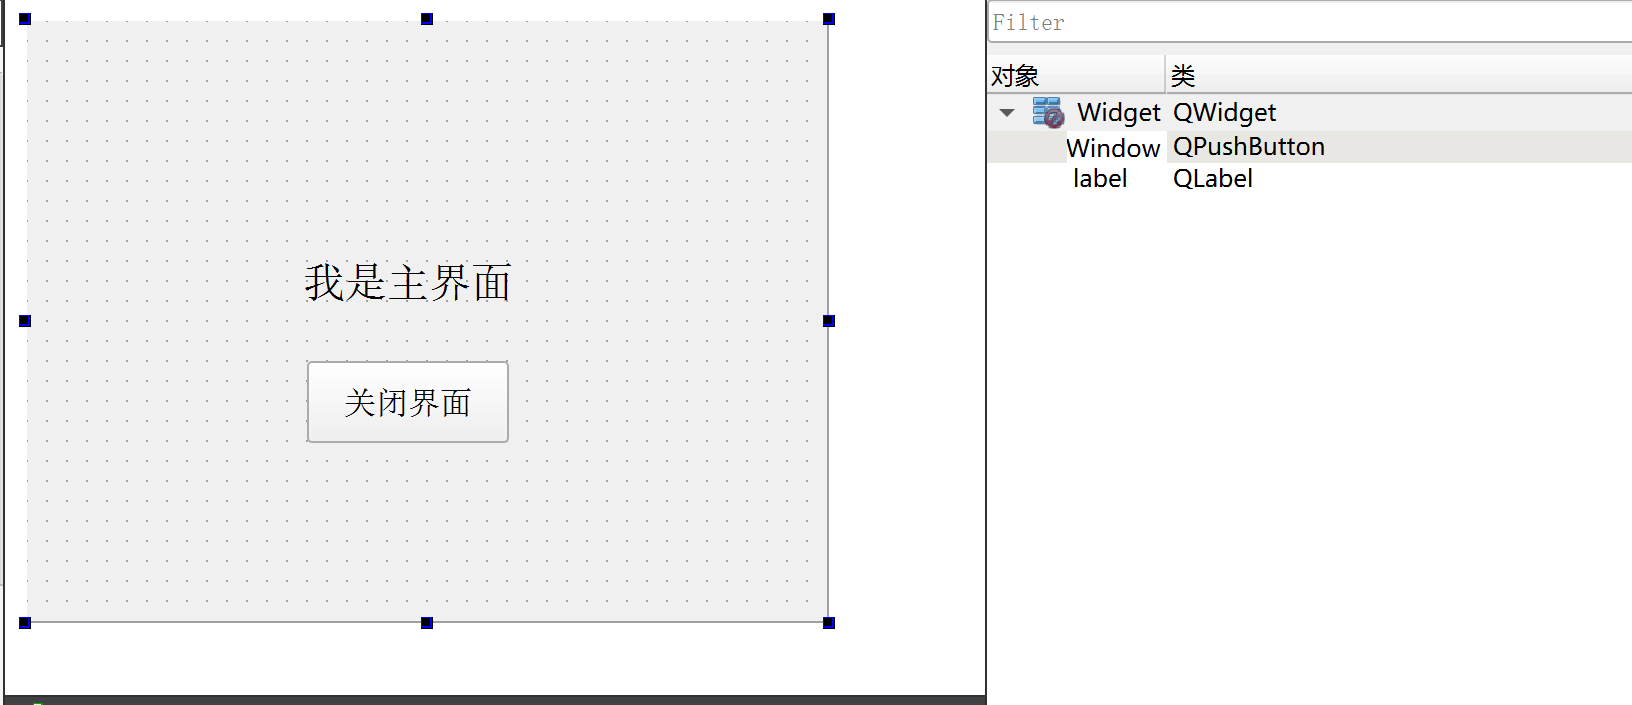 我是主界面
关闭界面
Filter
对象 类
Widget QWidget
Window QPushButton
label QLabel